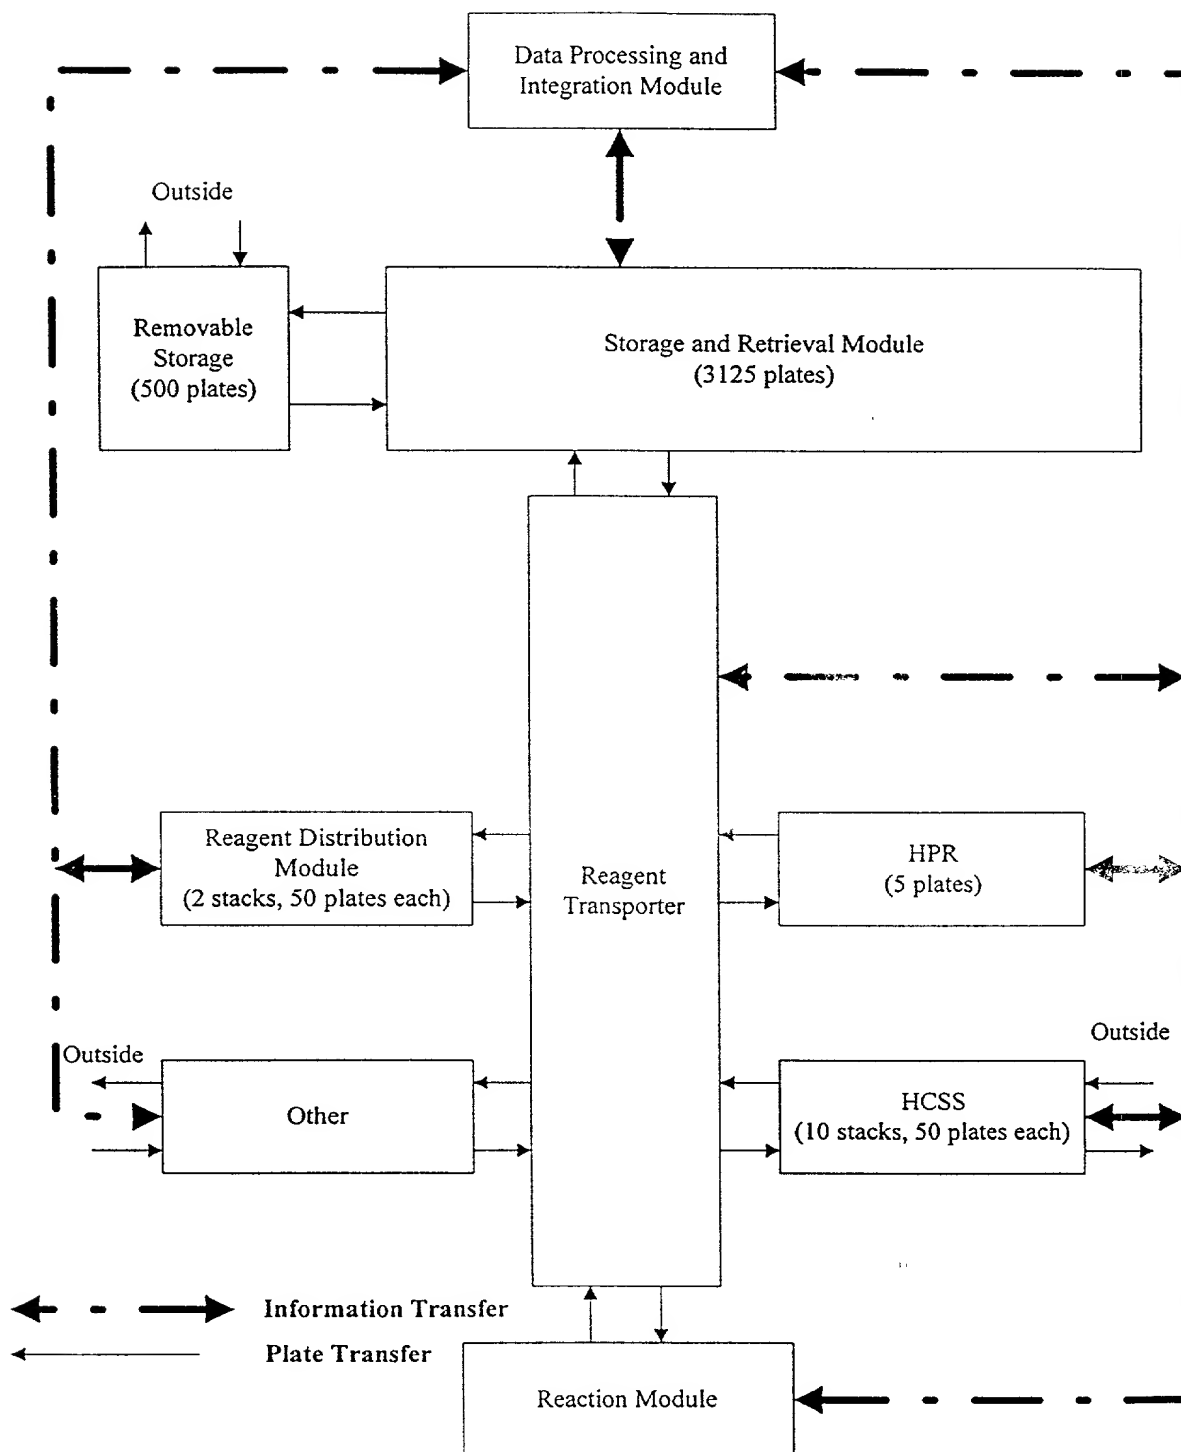 Data Processing and
Integration Module
Outside
Removable
Storage
(500 plates)
Storage and Retrieval Module
(3125 plates)
Reagent Distribution
Module
(2 stacks, 50 plates each)
Reagent
Transporter
HPR
(5 plates)
Outside
Outside
Other
HCSS
(10 stacks, 50 plates each)
Information Transfer
Plate Transfer
Reaction Module